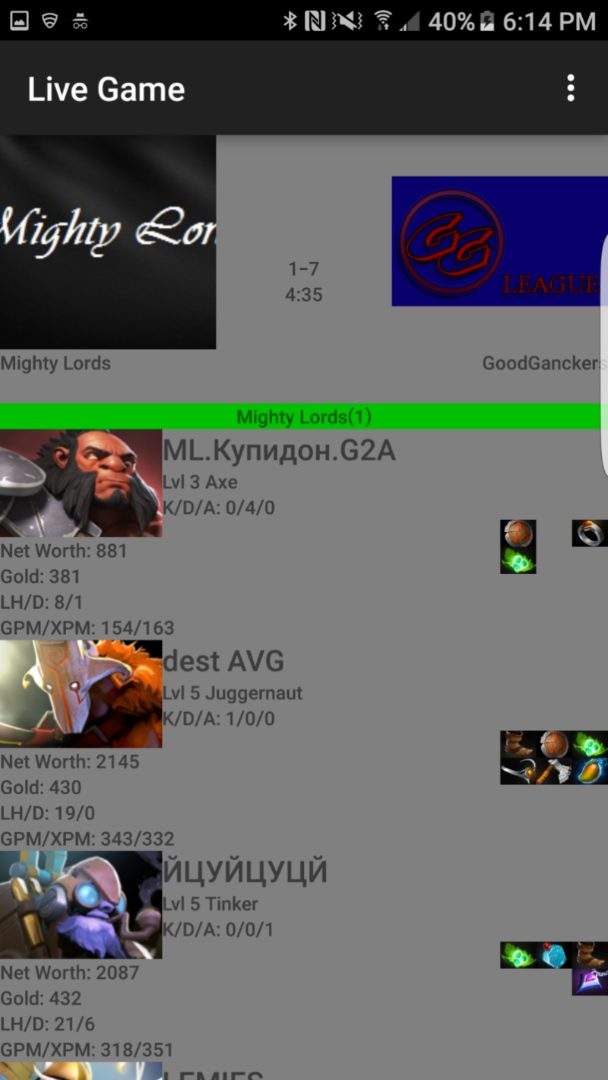 40% 6:14 PM
Live Game
Mighty Lor
GG
LEAGUE
1-7
4:35
Mighty Lords
GoodGanckers
Mighty Lords(1)
ML.Купидон.G2A
Lvl 3 Axe
K/D/A: 0/4/0
Net Worth: 881
Gold: 381
LH/D: 8/1
GPM/XPM: 154/163
dest AVG
Lvl 5 Juggernaut
K/D/A: 1/0/0
Net Worth: 2145
Gold: 430
LH/D: 19/0
GPM/XPM: 343/332
ЙЦУЙЦУЦЙ
Lvl 5 Tinker
K/D/A: 0/0/1
Net Worth: 2087
Gold: 432
LH/D: 21/6
GPM/XPM: 318/351